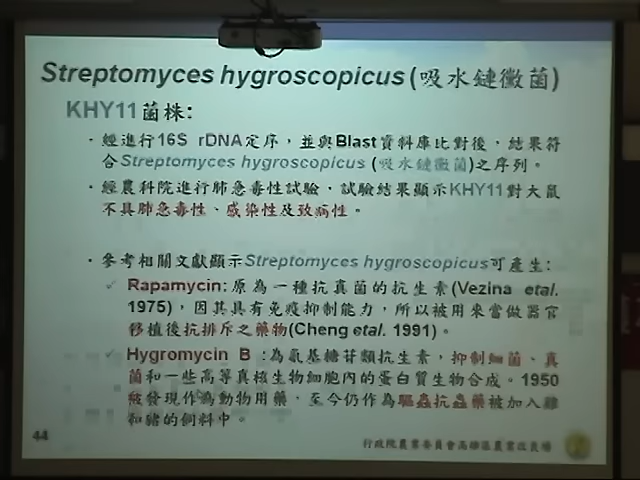 Streptomyces hygroscopicus(吸水鏈黴菌)
KHY11菌株:
· 經進行16S rDNA定序，並與Blast資料庫比對後，結果符
合Streptomyces hygroscopicus (吸水鏈黴菌)之序列。
· 經農科院進行肺急毒性試驗，試驗結果顯示KHY11對大鼠
不具肺急毒性、感染性及致病性。
· 參考相關文獻顯示Streptomyces hygroscopicus可產生:
✓ Rapamycin: 原為一種抗真菌的抗生素(Vezina etal.
1975)，因其具有免疫抑制能力，所以被用來當做器官
移植後抗排斥之藥物(Cheng etal. 1991)。
✓ Hygromycin B :為氨基糖苷類抗生素，抑制細菌、真
菌和一些高等真核生物細胞內的蛋白質生物合成。1950
被發現作為動物用藥，至今仍作為驅蟲抗蟲藥被加入雞
和豬的飼料中。
44
行政院農業委員會高雄區農業改良場